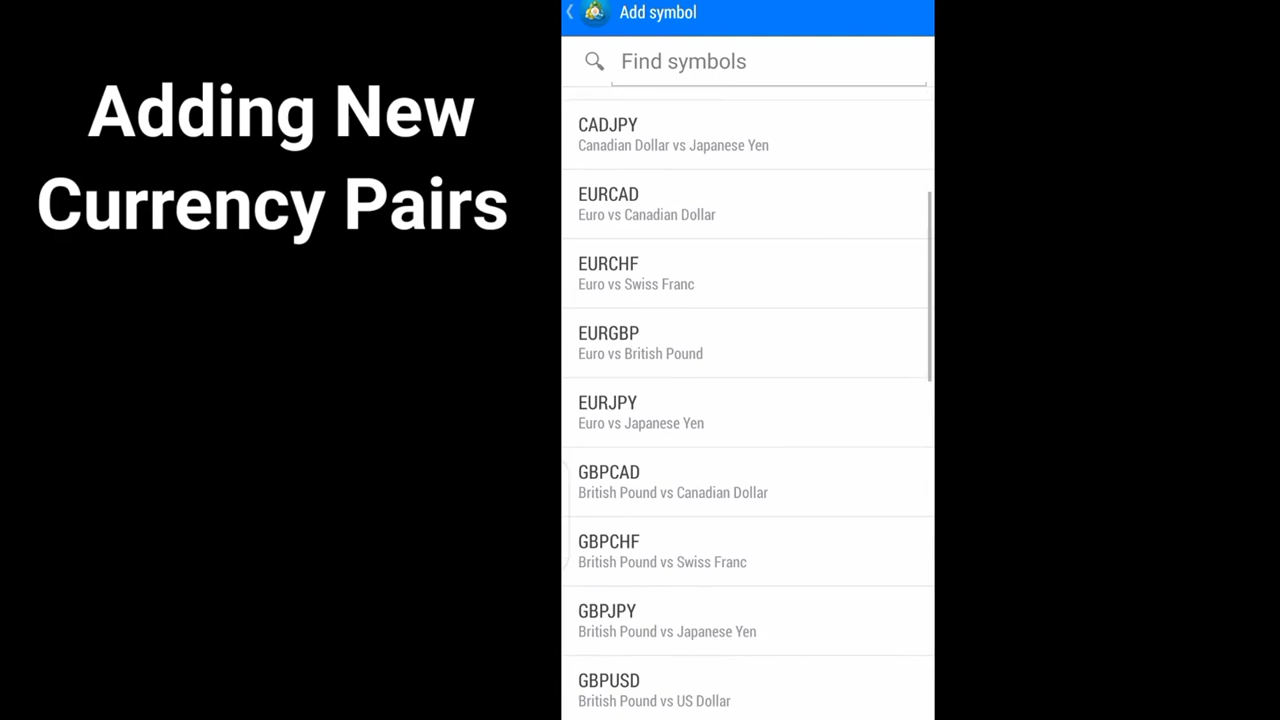 Adding New
Currency Pairs
Add symbol
Find symbols
CADJPY
Canadian Dollar vs Japanese Yen
EURCAD
Euro vs Canadian Dollar
EURCHF
Euro vs Swiss Franc
EURGBP
Euro vs British Pound
EURJPY
Euro vs Japanese Yen
GBPCAD
British Pound vs Canadian Dollar
GBPCHF
British Pound vs Swiss Franc
GBPJPY
British Pound vs Japanese Yen
GBPUSD
British Pound vs US Dollar